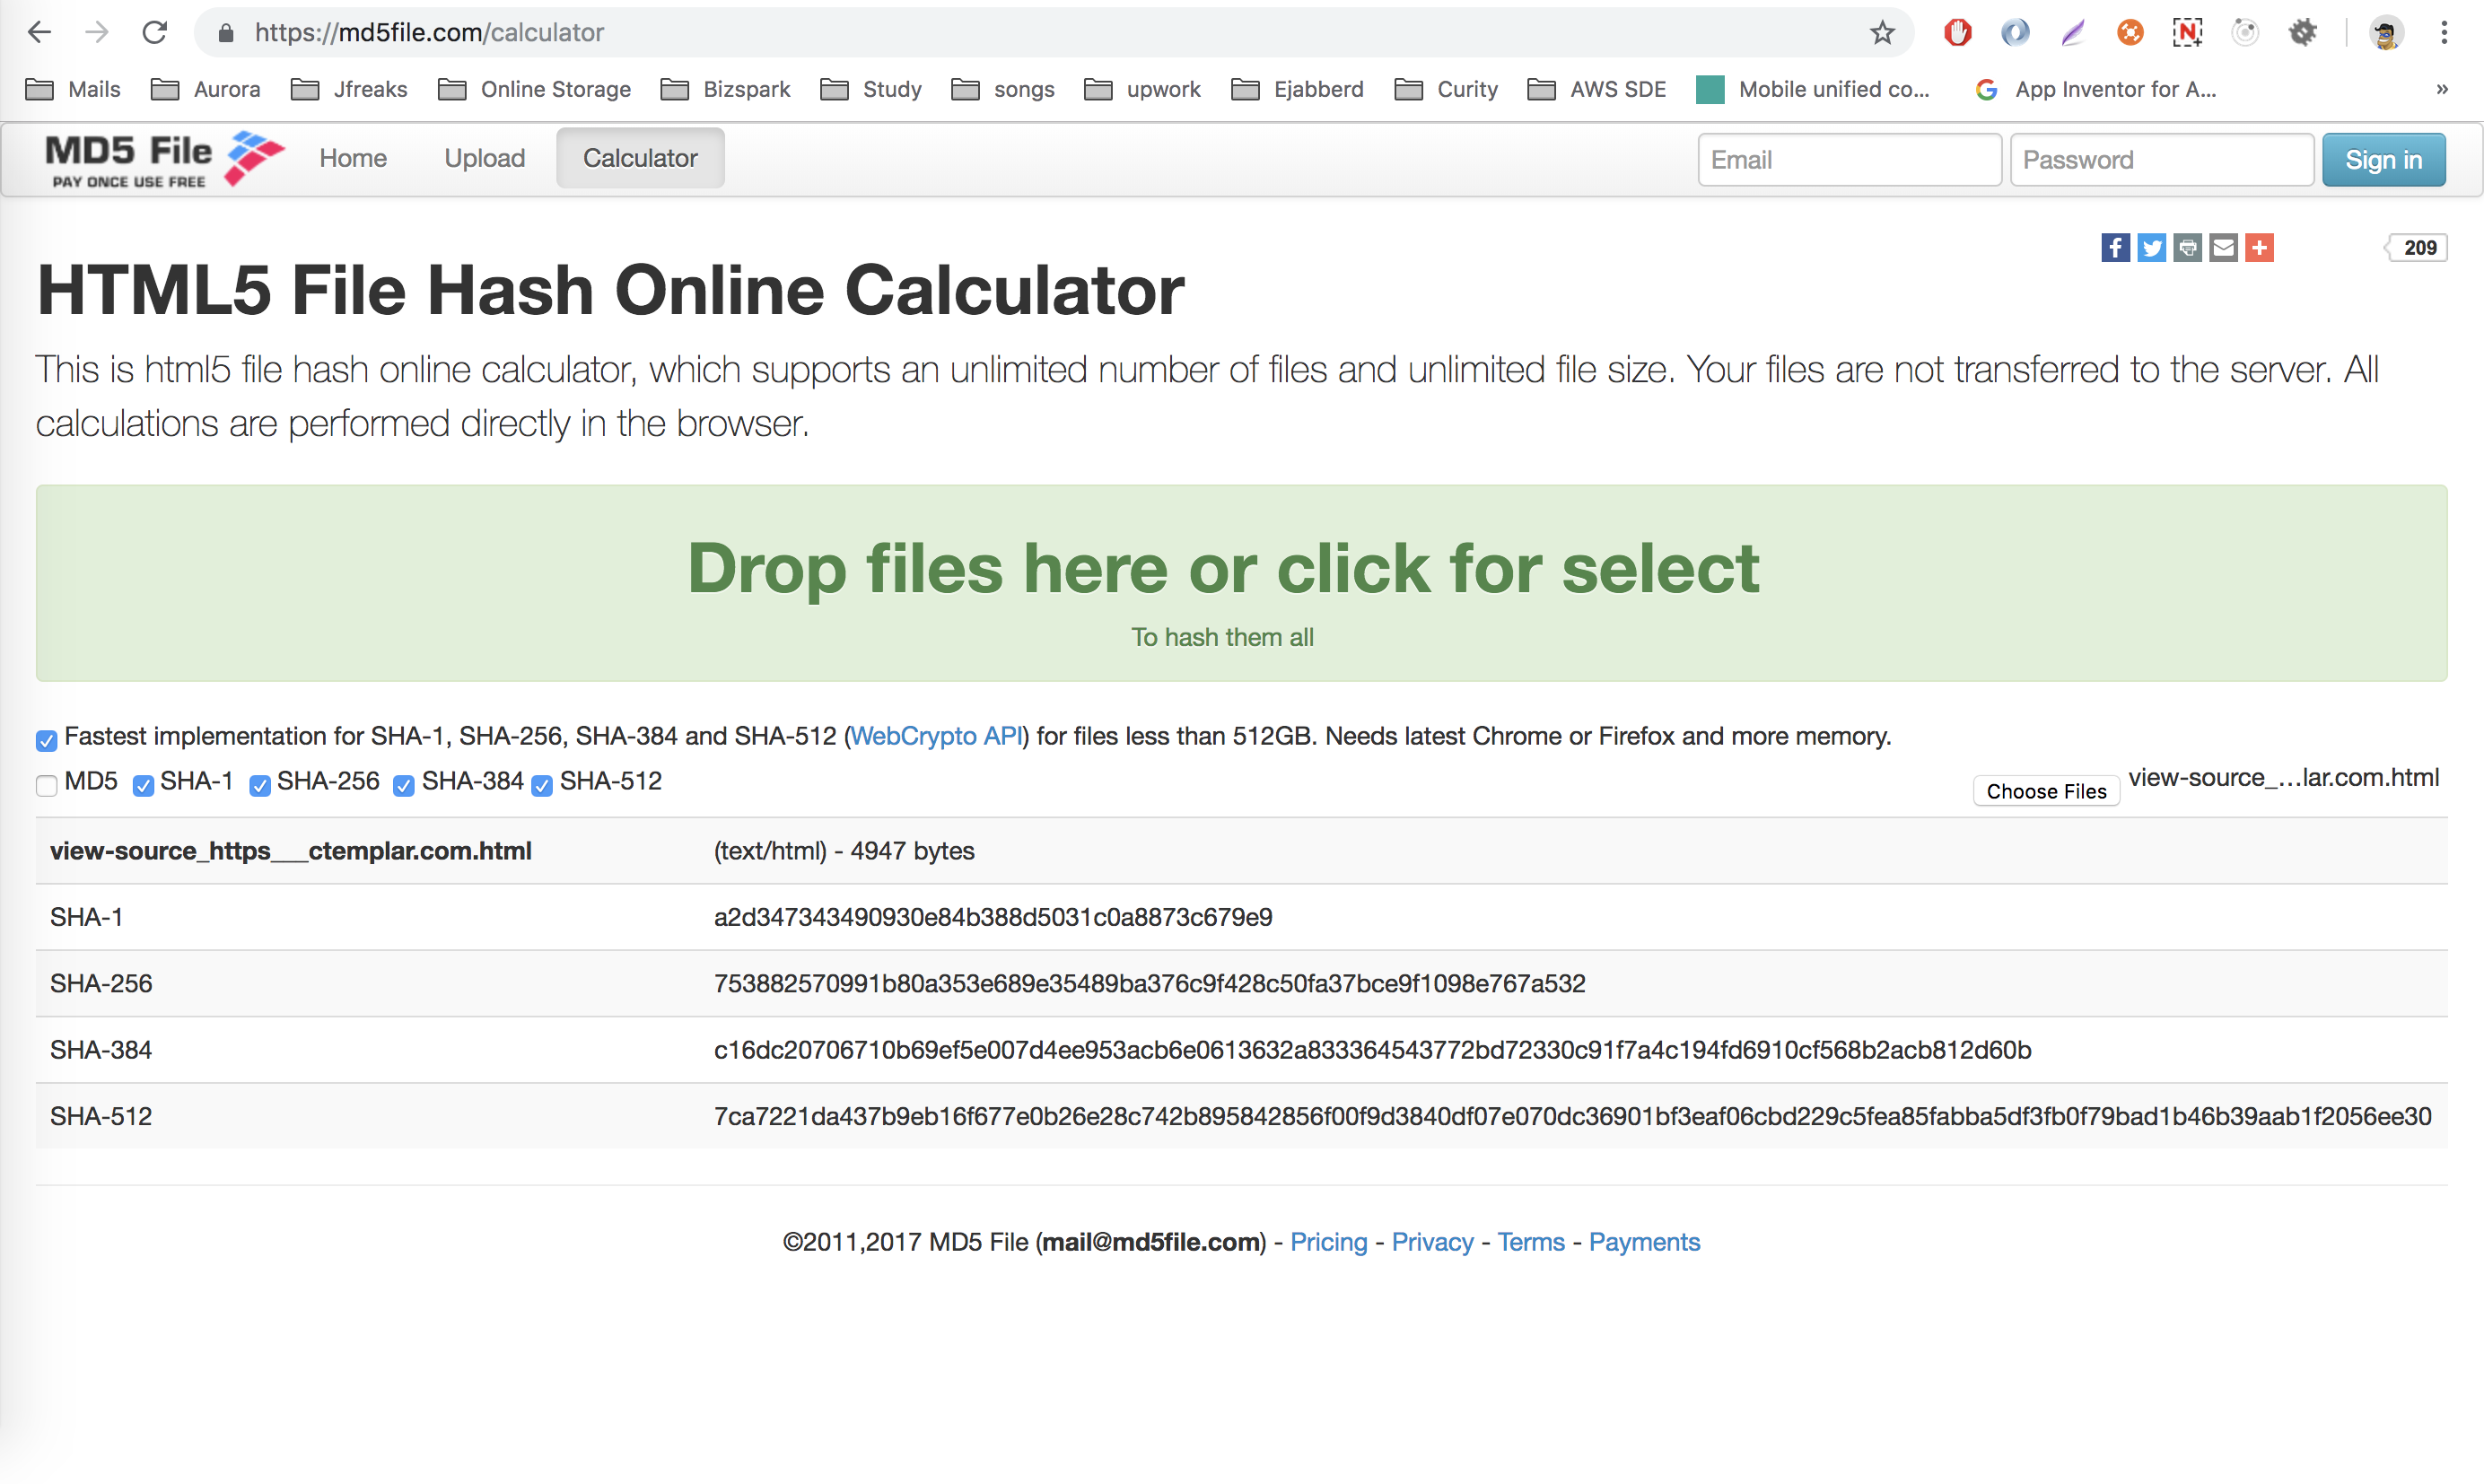 https://md5file.com/calculator
Mails Aurora Jfreaks Online Storage Bizspark Study songs upwork Ejabberd Curity AWS SDE Mobile unified co... App Inventor for A... »
MD5 File
PAY ONCE USE FREE
Home Upload Calculator Email Password Sign in
209
HTML5 File Hash Online Calculator
This is html5 file hash online calculator, which supports an unlimited number of files and unlimited file size. Your files are not transferred to the server. All
calculations are performed directly in the browser.
Drop files here or click for select
To hash them all
Fastest implementation for SHA-1, SHA-256, SHA-384 and SHA-512 (WebCrypto API) for files less than 512GB. Needs latest Chrome or Firefox and more memory.
MD5 SHA-1 SHA-256 SHA-384 SHA-512 Choose Files view-source_...lar.com.html
view-source_https___ctemplar.com.html (text/html) - 4947 bytes
SHA-1 a2d347343490930e84b388d5031c0a8873c679e9
SHA-256 753882570991b80a353e689e35489ba376c9f428c50fa37bce9f1098e767a532
SHA-384 c16dc20706710b69ef5e007d4ee953acb6e0613632a833364543772bd72330c91f7a4c194fd6910cf568b2acb812d60b
SHA-512 7ca7221da437b9eb16f677e0b26e28c742b895842856f00f9d3840df07e070dc36901bf3eaf06cbd229c5fea85fabba5df3fb0f79bad1b46b39aab1f2056ee30
©2011,2017 MD5 File (mail@md5file.com) - Pricing - Privacy - Terms - Payments